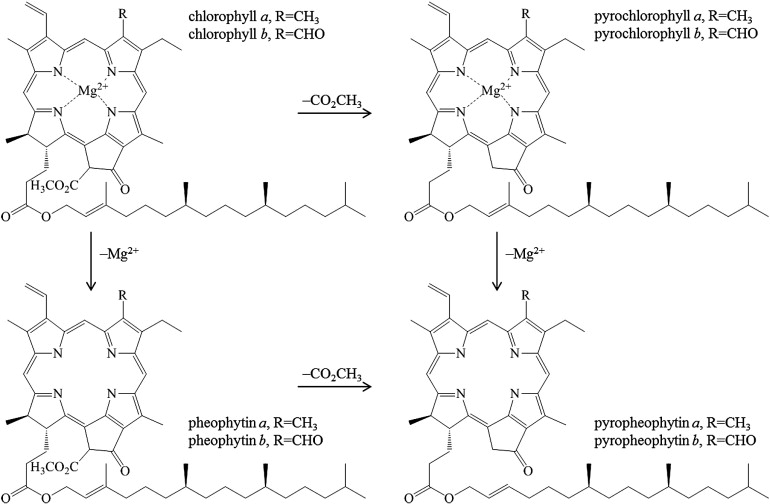 R
chlorophyll a, R=CH₃
chlorophyll b, R=CHO
N
N
Mg²⁺
N
N
H₃CO₂C
O
O
O
–CO₂CH₃
R
pyrochlorophyll a, R=CH₃
pyrochlorophyll b, R=CHO
N
N
Mg²⁺
N
N
O
O
O
–Mg²⁺
–Mg²⁺
R
N
N
N
N
pheophytin a, R=CH₃
pheophytin b, R=CHO
H₃CO₂C
O
O
O
–CO₂CH₃
R
N
N
N
N
pyropheophytin a, R=CH₃
pyropheophytin b, R=CHO
O
O
O